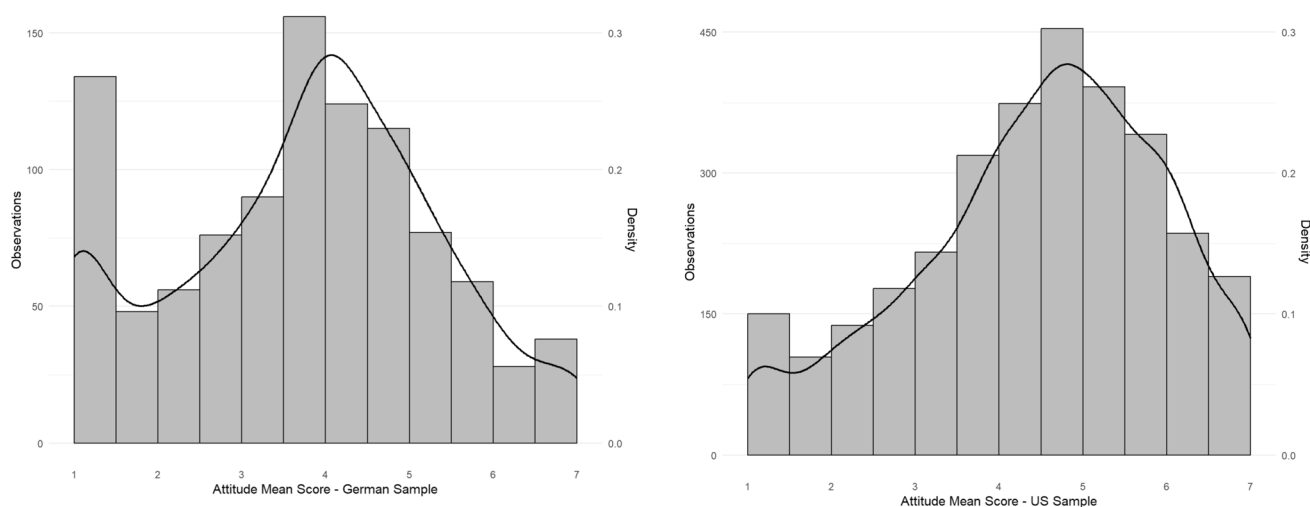 150
100
50
0
Observations
0.3
0.2
0.1
0.0
Density
1 2 3 4 5 6 7
Attitude Mean Score - German Sample
450
300
150
0
Observations
0.3
0.2
0.1
0.0
Density
1 2 3 4 5 6 7
Attitude Mean Score - US Sample